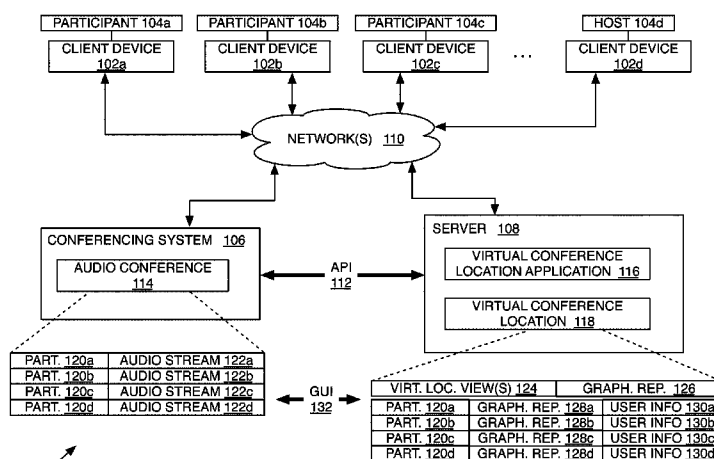 PARTICIPANT 104a
PARTICIPANT 104b
PARTICIPANT 104c
HOST 104d
CLIENT DEVICE
102a
CLIENT DEVICE
102b
CLIENT DEVICE
102c
...
CLIENT DEVICE
102d
NETWORK(S) 110
CONFERENCING SYSTEM 106
AUDIO CONFERENCE
114
API
112
SERVER 108
VIRTUAL CONFERENCE
LOCATION APPLICATION 116
VIRTUAL CONFERENCE
LOCATION 118
PART. 120a AUDIO STREAM 122a
PART. 120b AUDIO STREAM 122b
PART. 120c AUDIO STREAM 122c
PART. 120d AUDIO STREAM 122d
GUI
132
VIRT. LOC. VIEW(S) 124 GRAPH. REP. 126
PART. 120a GRAPH. REP. 128a USER INFO 130a
PART. 120b GRAPH. REP. 128b USER INFO 130b
PART. 120c GRAPH. REP. 128c USER INFO 130c
PART. 120d GRAPH. REP. 128d USER INFO 130d